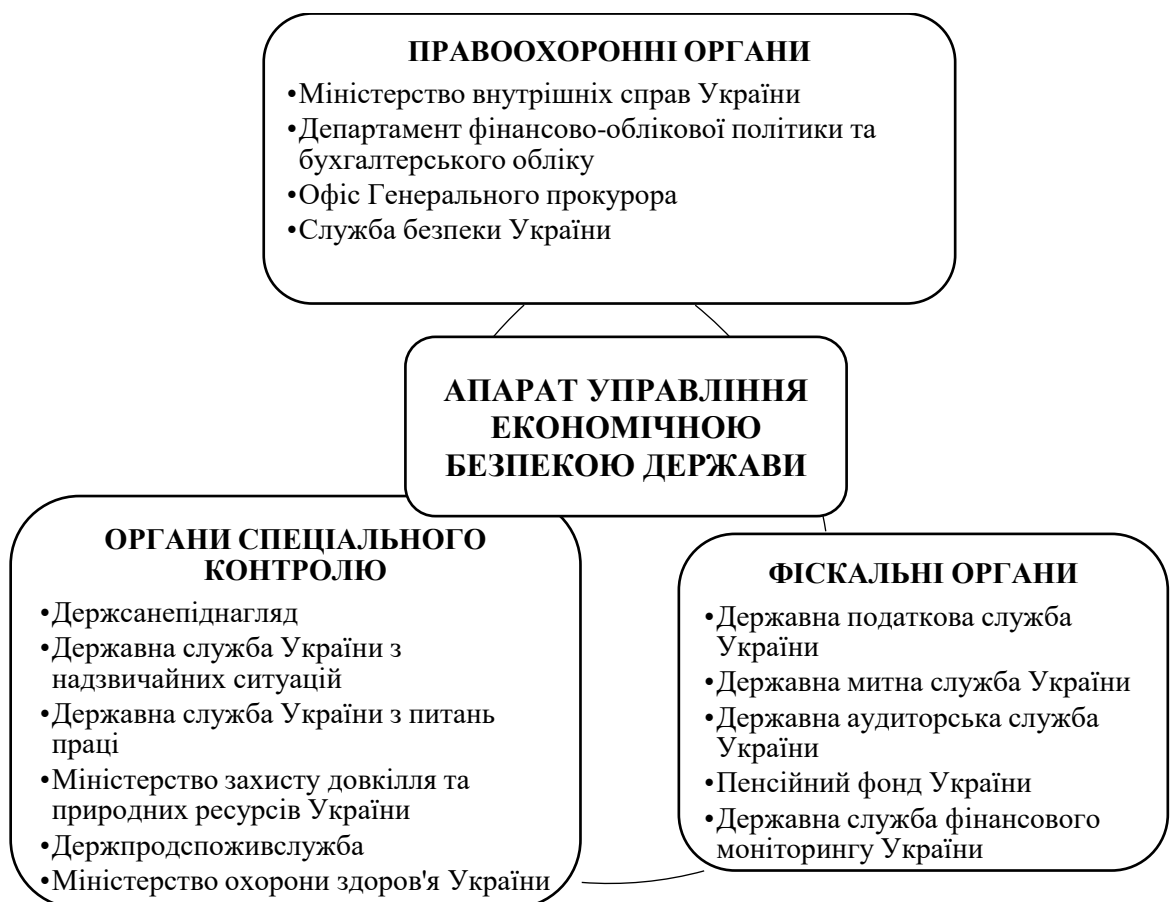 ПРАВООХОРОННІ ОРГАНИ
•Міністерство внутрішніх справ України
•Департамент фінансово-облікової політики та
бухгалтерського обліку
•Офіс Генерального прокурора
•Служба безпеки України
АПАРАТ УПРАВЛІННЯ
ЕКОНОМІЧНОЮ
БЕЗПЕКОЮ ДЕРЖАВИ
ОРГАНИ СПЕЦІАЛЬНОГО
КОНТРОЛЮ
•Держсанепіднагляд
•Державна служба України з
надзвичайних ситуацій
•Державна служба України з питань
праці
•Міністерство захисту довкілля та
природних ресурсів України
•Держпродспоживслужба
•Міністерство охорони здоров'я України
ФІСКАЛЬНІ ОРГАНИ
•Державна податкова служба
України
•Державна митна служба України
•Державна аудиторська служба
України
•Пенсійний фонд України
•Державна служба фінансового
моніторингу України